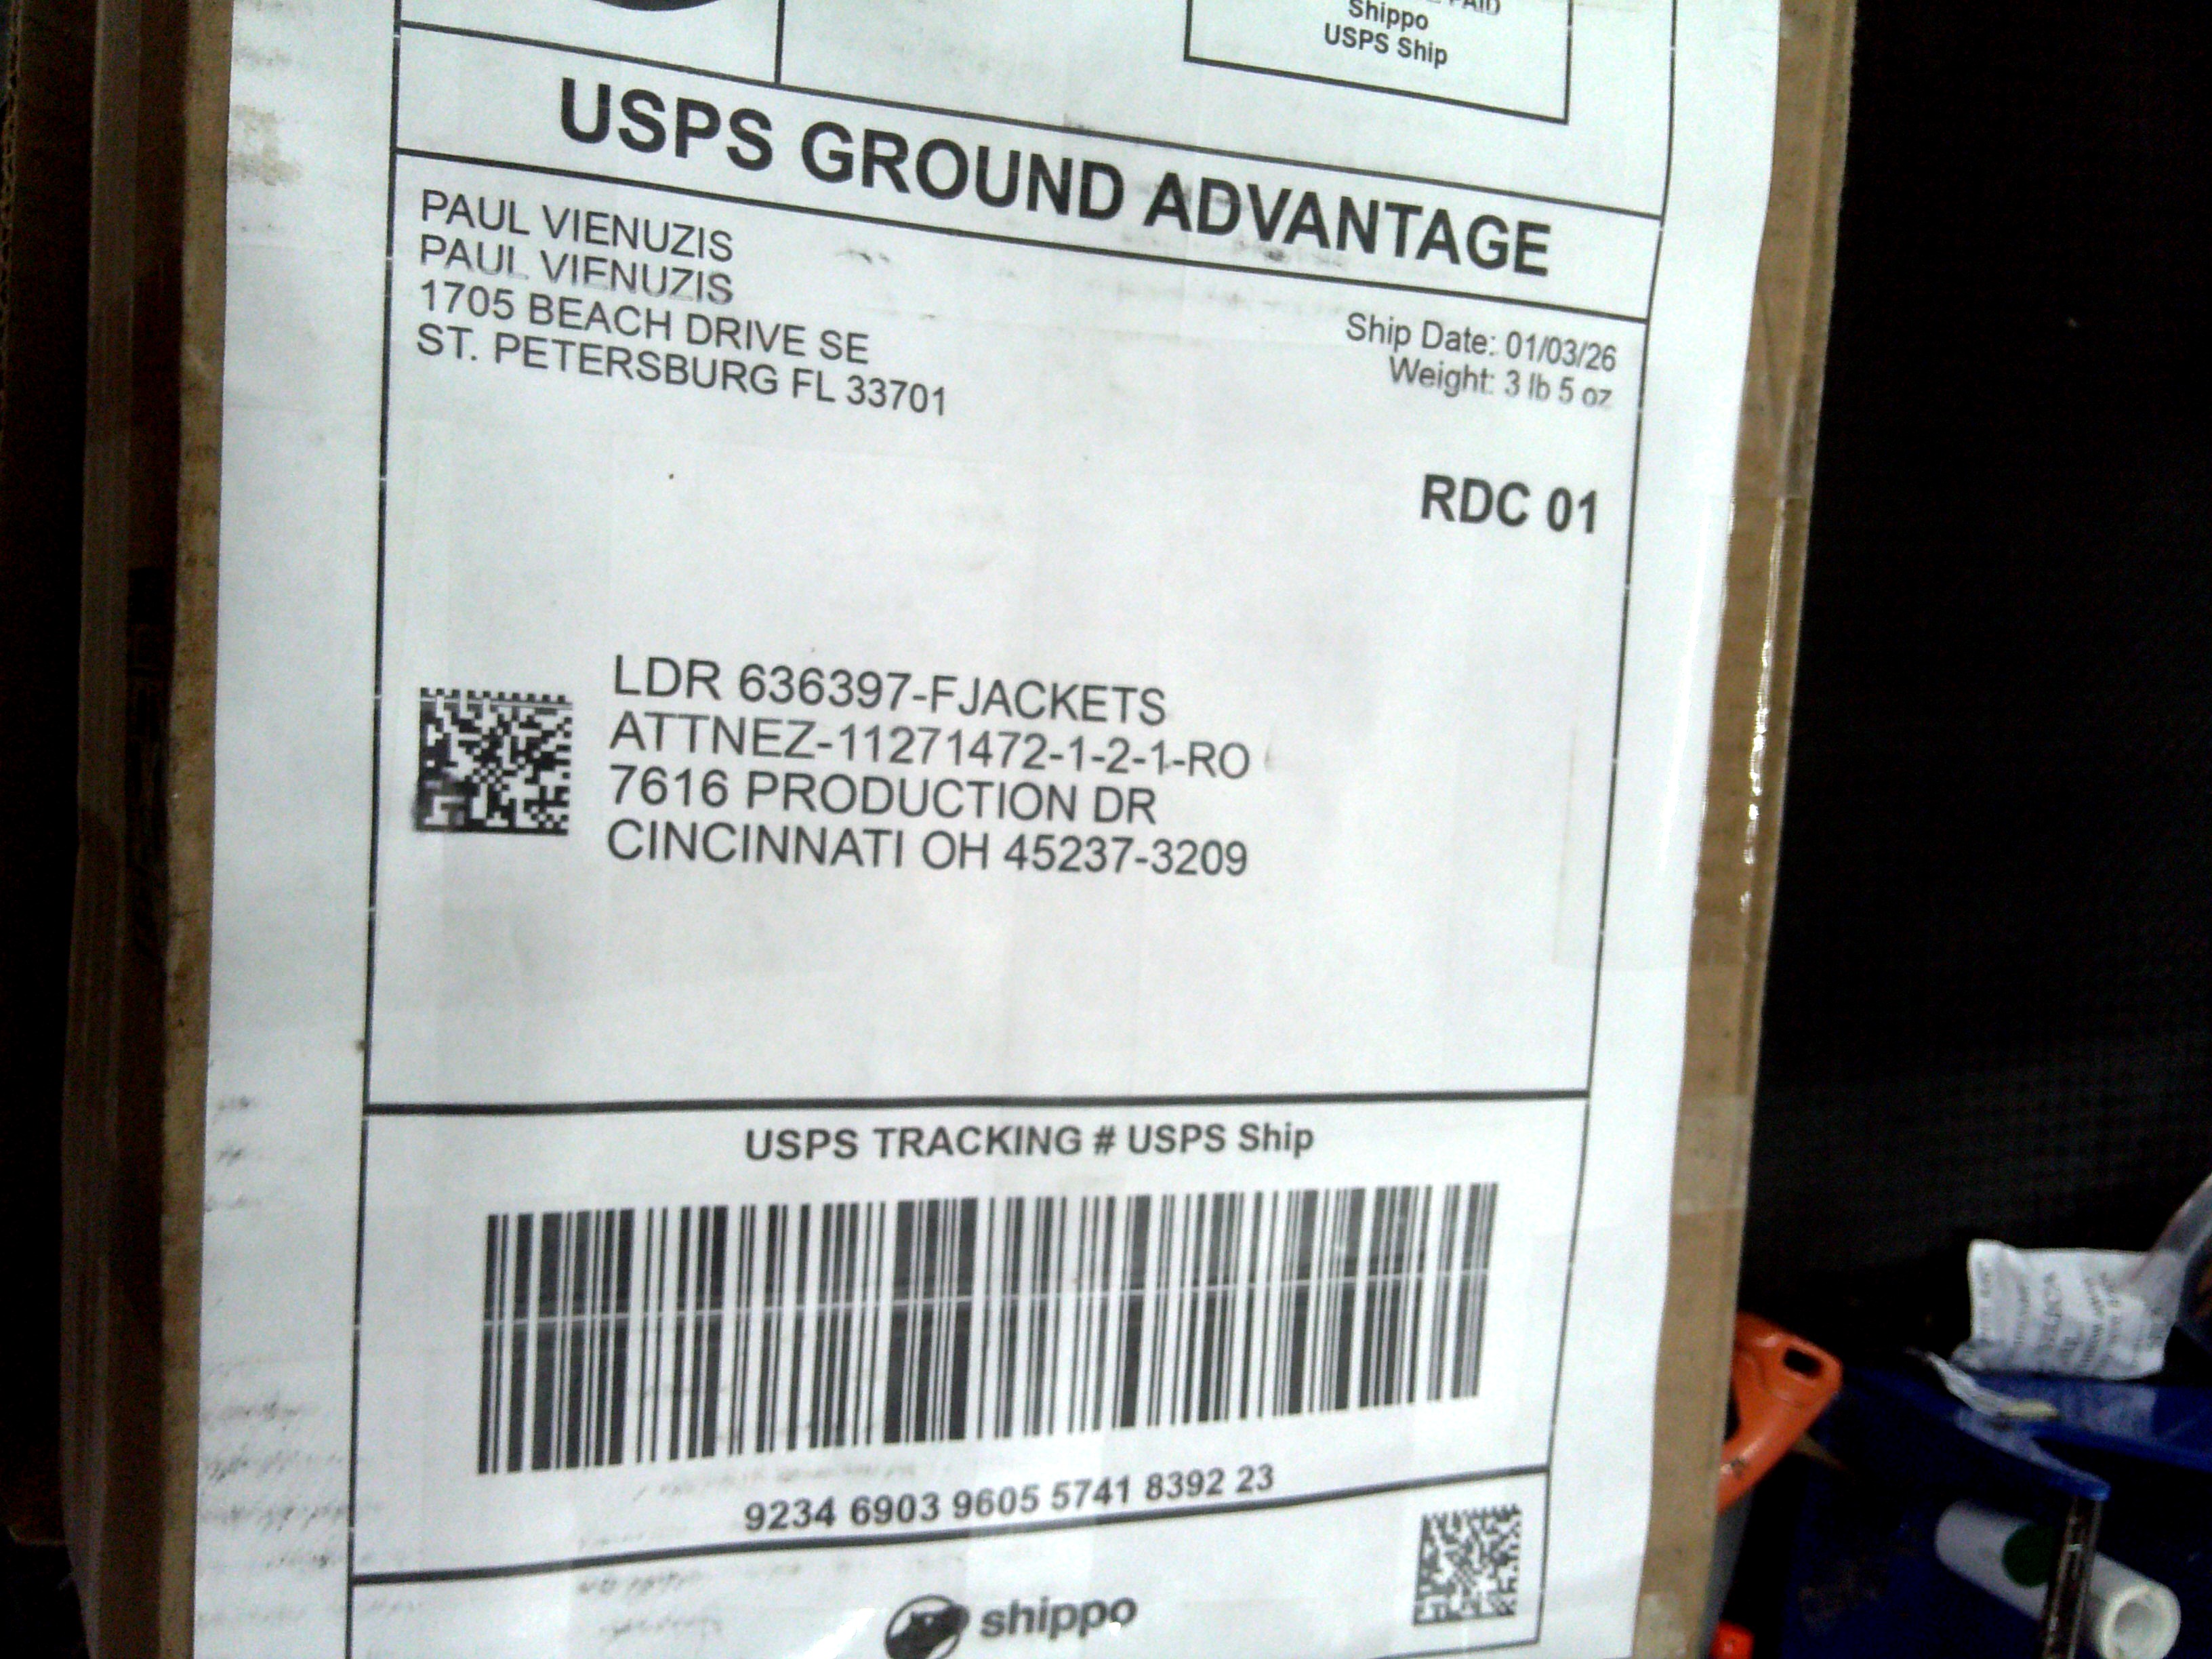 PAID
Shippo
USPS Ship
USPS GROUND ADVANTAGE
PAUL VIENUZIS
PAUL VIENUZIS
1705 BEACH DRIVE SE
ST. PETERSBURG FL 33701
Ship Date: 01/03/26
Weight: 3 lb 5 oz
RDC 01
LDR 636397-FJACKETS
ATTNEZ-11271472-1-2-1-RO
7616 PRODUCTION DR
CINCINNATI OH 45237-3209
USPS TRACKING # USPS Ship
9234 6903 9605 5741 8392 23
shippo